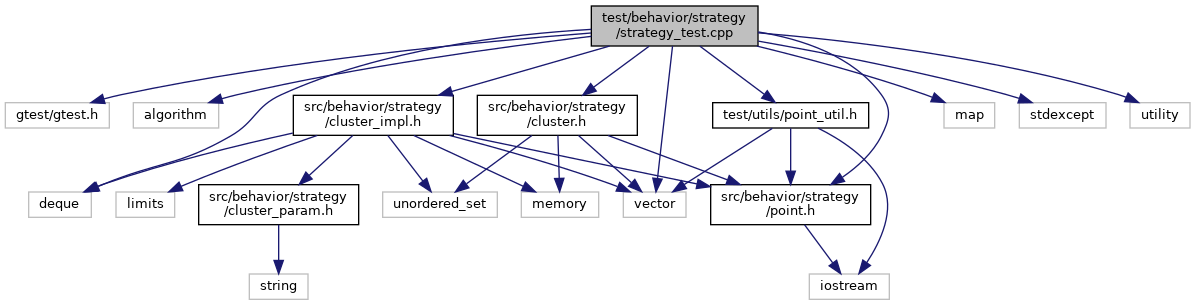 test/behavior/strategy
/strategy_test.cpp
gtest/gtest.h
algorithm
src/behavior/strategy
/cluster_impl.h
src/behavior/strategy
/cluster.h
test/utils/point_util.h
map
stdexcept
utility
deque
limits
src/behavior/strategy
/cluster_param.h
unordered_set
memory
vector
src/behavior/strategy
/point.h
string
iostream